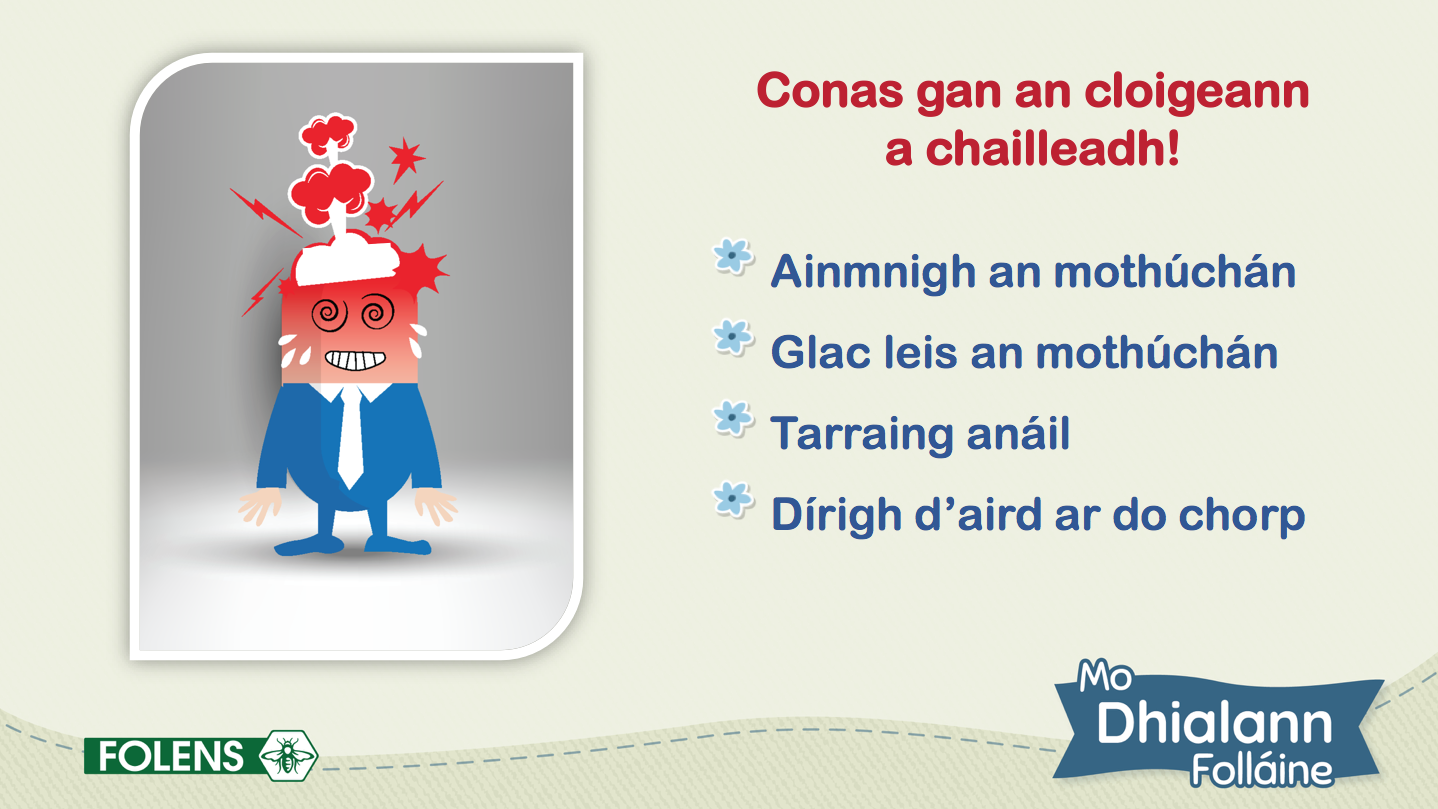 Conas gan an cloigeann
a chailleadh!
Ainmnigh an mothúchán
Glac leis an mothúchán
Tarraing anáil
Dírigh d’aird ar do chorp
FOLENS
Mo
Dhialann
Folláine